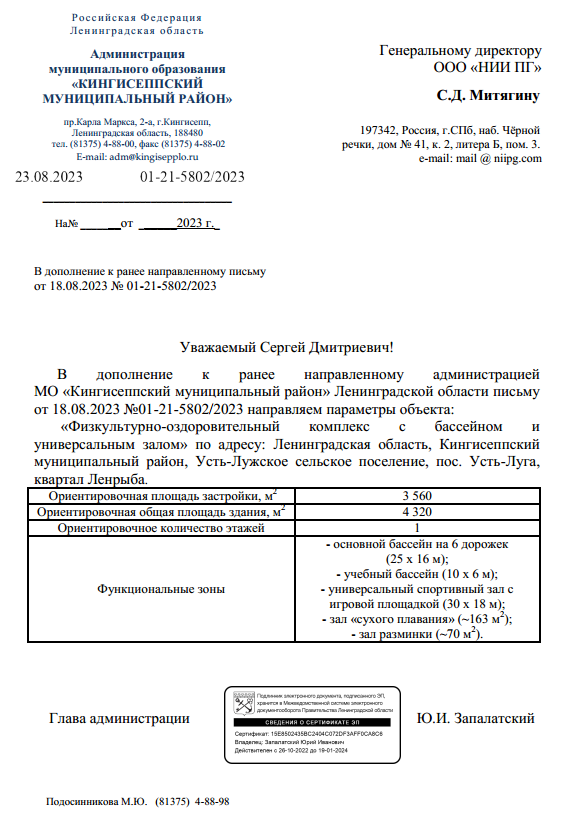 Российская Федерация
Ленинградская область
Администрация
муниципального образования
«КИНГИСЕППСКИЙ
МУНИЦИПАЛЬНЫЙ РАЙОН»
пр.Карла Маркса, 2-а, г.Кингисепп,
Ленинградская область, 188480
тел. (81375) 4-88-00, факс (81375) 4-88-02
E-mail: adm@kingisepplo.ru
23.08.2023 01-21-5802/2023
На№ ______от ______2023 г._
Генеральному директору
ООО «НИИ ПГ»
С.Д. Митягину
197342, Россия, г.СПб, наб. Чёрной
речки, дом № 41, к. 2, литера Б, пом. 3.
e-mail: mail @ niipg.com
В дополнение к ранее направленному письму
от 18.08.2023 № 01-21-5802/2023
Уважаемый Сергей Дмитриевич!
В дополнение к ранее направленному администрацией
МО «Кингисеппский муниципальный район» Ленинградской области письму
от 18.08.2023 №01-21-5802/2023 направляем параметры объекта:
«Физкультурно-оздоровительный комплекс с бассейном и
универсальным залом» по адресу: Ленинградская область, Кингисеппский
муниципальный район, Усть-Лужское сельское поселение, пос. Усть-Луга,
квартал Ленрыба.
Ориентировочная площадь застройки, м² 3 560
Ориентировочная общая площадь здания, м² 4 320
Ориентировочное количество этажей 1
Функциональные зоны
- основной бассейн на 6 дорожек
(25 х 16 м);
- учебный бассейн (10 х 6 м);
- универсальный спортивный зал с
игровой площадкой (30 х 18 м);
- зал «сухого плавания» (~163 м²);
- зал разминки (~70 м²).
Глава администрации
Подлинник электронного документа, подписанного ЭП,
хранится в Межведомственной системе электронного
документооборота Правительства Ленинградской области
СВЕДЕНИЯ О СЕРТИФИКАТЕ ЭП
Сертификат: 15E8502435BC2404C072DF3AFF0CA8C6
Владелец: Запалатский Юрий Иванович
Действителен с 26-10-2022 до 19-01-2024
Ю.И. Запалатский
Подосинникова М.Ю. (81375) 4-88-98